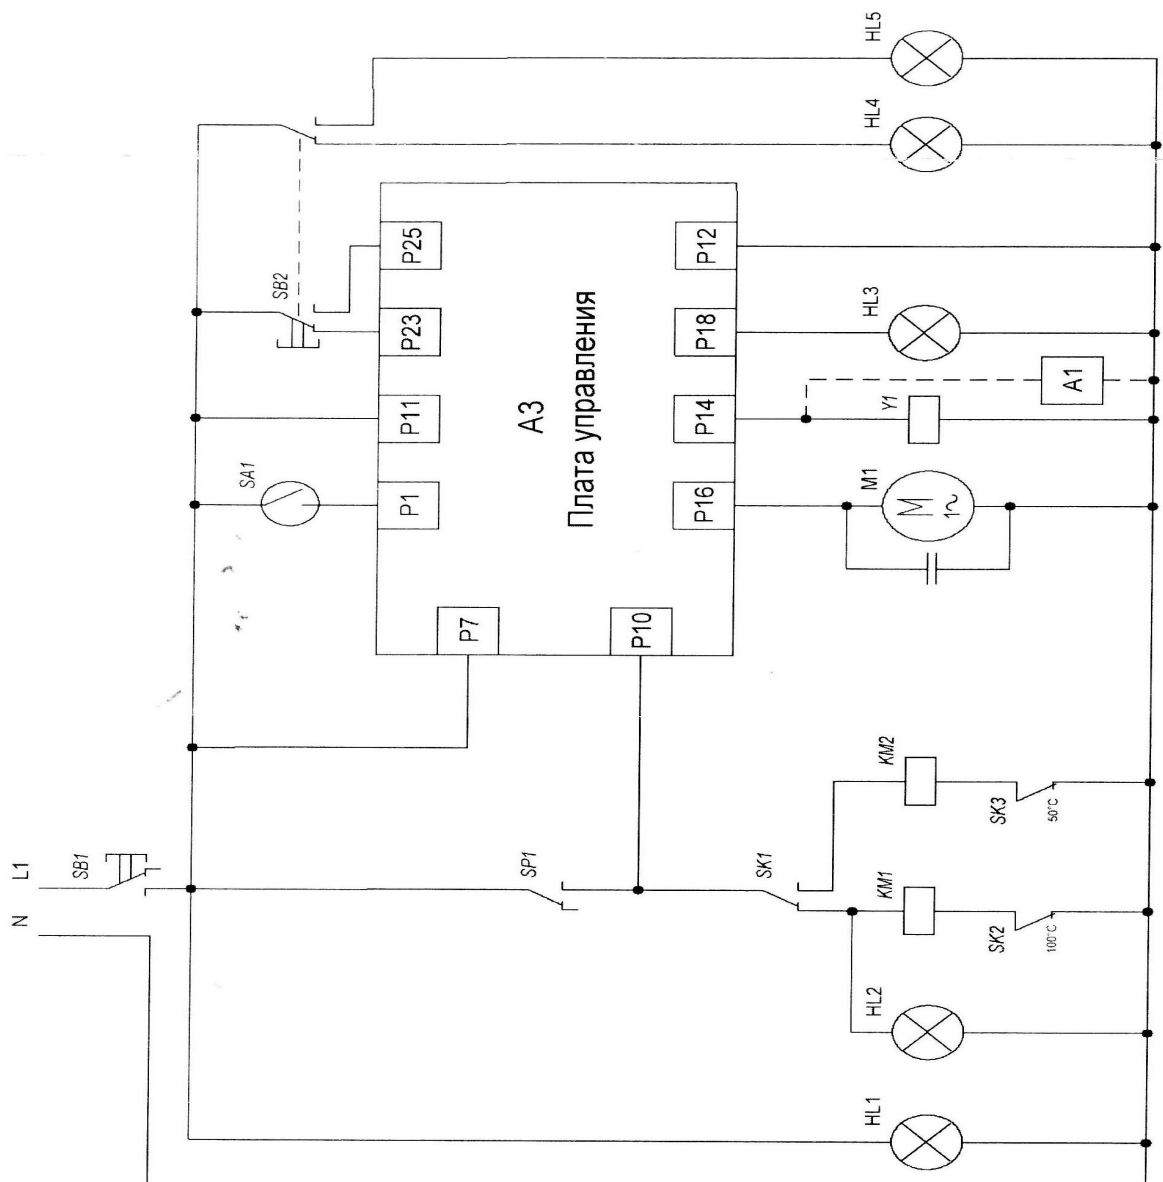 N
L1
SB1
HL1
HL2
SP1
SK1
KM1
SK2
100°C
KM2
SK3
50°C
P7
P10
SA1
SB2
P1
P11
P23
P25
А3
Плата управления
P16
P14
P18
P12
M1
M
1~
Y1
A1
HL3
HL4
HL5